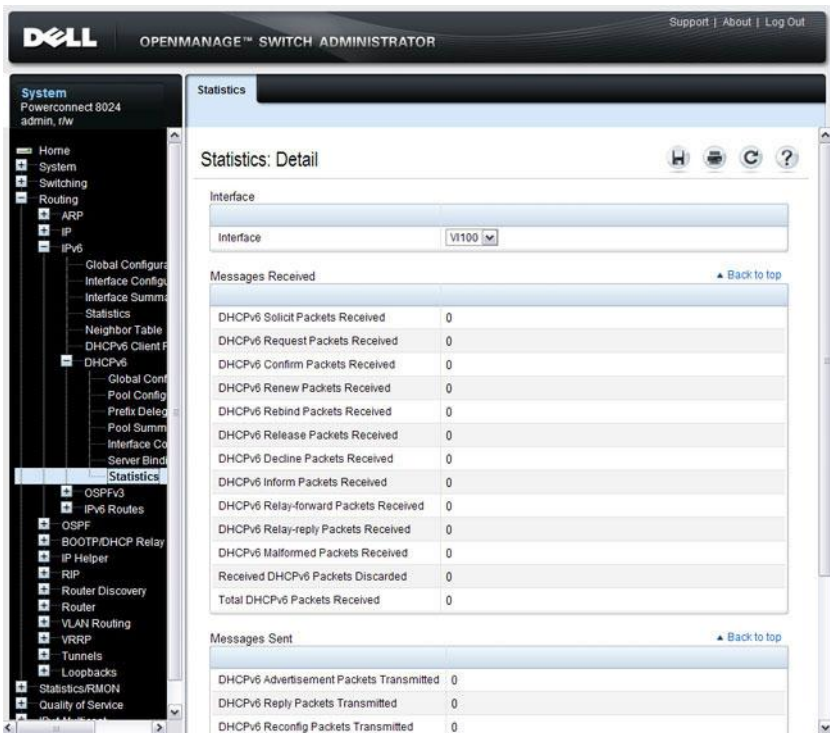 Support | About | Log Out
DELL OPENMANAGE™ SWITCH ADMINISTRATOR
System
Powerconnect 8024
admin, r/w
Home
System
Switching
Routing
ARP
IP
IPv6
Global Configura
Interface Configu
Interface Summa
Statistics
Neighbor Table
DHCPv6 Client
DHCPv6
Global Conf
Pool Config
Prefix Deleg
Pool Summ
Interface Co
Server Bindi
Statistics
OSPFv3
IPv6 Routes
OSPF
BOOTP/DHCP Relay
IP Helper
RIP
Router Discovery
Router
VLAN Routing
VRRP
Tunnels
Loopbacks
Statistics/RMON
Quality of Service
Statistics
Statistics: Detail
Interface
Interface Vl100
Messages Received Back to top
DHCPv6 Solicit Packets Received 0
DHCPv6 Request Packets Received 0
DHCPv6 Confirm Packets Received 0
DHCPv6 Renew Packets Received 0
DHCPv6 Rebind Packets Received 0
DHCPv6 Release Packets Received 0
DHCPv6 Decline Packets Received 0
DHCPv6 Inform Packets Received 0
DHCPv6 Relay-forward Packets Received 0
DHCPv6 Relay-reply Packets Received 0
DHCPv6 Malformed Packets Received 0
Received DHCPv6 Packets Discarded 0
Total DHCPv6 Packets Received 0
Messages Sent Back to top
DHCPv6 Advertisement Packets Transmitted 0
DHCPv6 Reply Packets Transmitted 0
DHCPv6 Reconfig Packets Transmitted 0